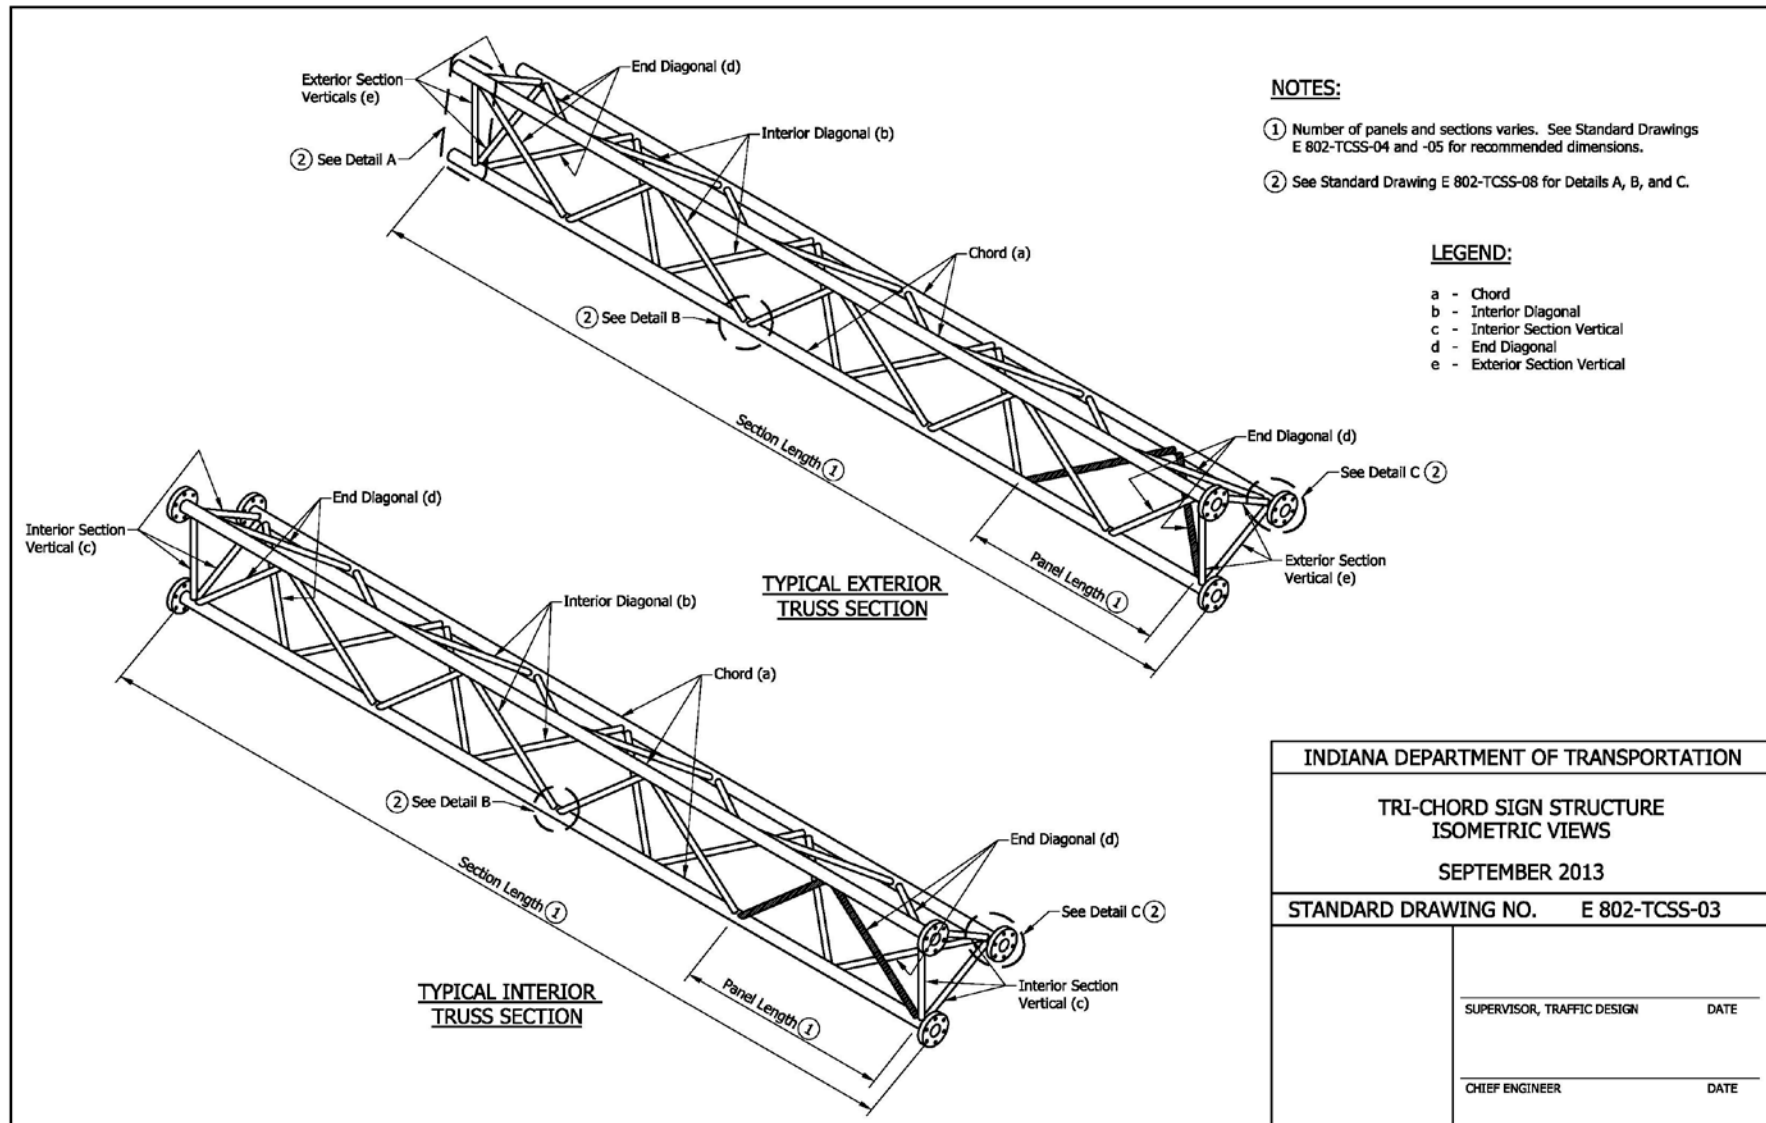 Exterior Section
Verticals (e)
End Diagonal (d)
Interior Diagonal (b)
② See Detail A
Chord (a)
② See Detail B
Section Length ①
End Diagonal (d)
See Detail C ②
Panel Length ①
Exterior Section
Vertical (e)
TYPICAL EXTERIOR
TRUSS SECTION
NOTES:
① Number of panels and sections varies. See Standard Drawings
E 802-TCSS-04 and -05 for recommended dimensions.
② See Standard Drawing E 802-TCSS-08 for Details A, B, and C.
LEGEND:
a - Chord
b - Interior Diagonal
c - Interior Section Vertical
d - End Diagonal
e - Exterior Section Vertical
Interior Section
Vertical (c)
End Diagonal (d)
Interior Diagonal (b)
Chord (a)
② See Detail B
Section Length ①
End Diagonal (d)
See Detail C ②
Panel Length ①
Interior Section
Vertical (c)
TYPICAL INTERIOR
TRUSS SECTION
INDIANA DEPARTMENT OF TRANSPORTATION
TRI-CHORD SIGN STRUCTURE
ISOMETRIC VIEWS
SEPTEMBER 2013
STANDARD DRAWING NO. E 802-TCSS-03
SUPERVISOR, TRAFFIC DESIGN DATE
CHIEF ENGINEER DATE